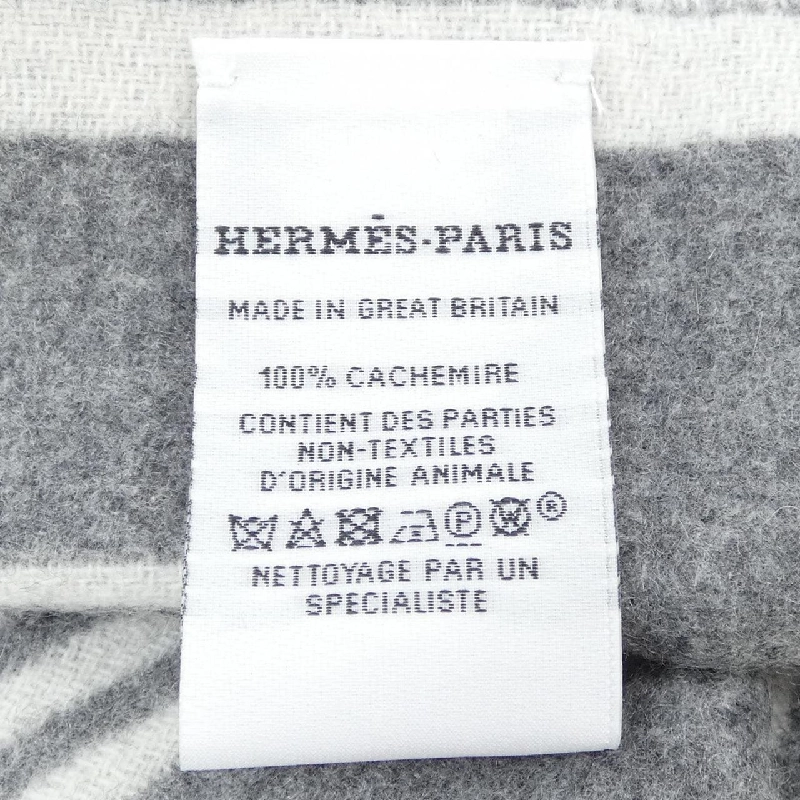 HERMÈS-PARIS
MADE IN GREAT BRITAIN
100% CACHEMIRE
CONTIENT DES PARTIES
NON-TEXTILES
D'ORIGINE ANIMALE
P W ®
NETTOYAGE PAR UN
SPECIALISTE